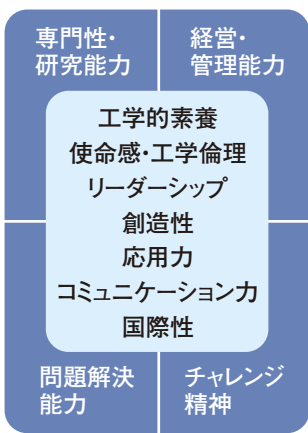 専門性・
研究能力
経営・
管理能力
工学的素養
使命感・工学倫理
リーダーシップ
創造性
応用力
コミュニケーション力
国際性
問題解決
能力
チャレンジ
精神